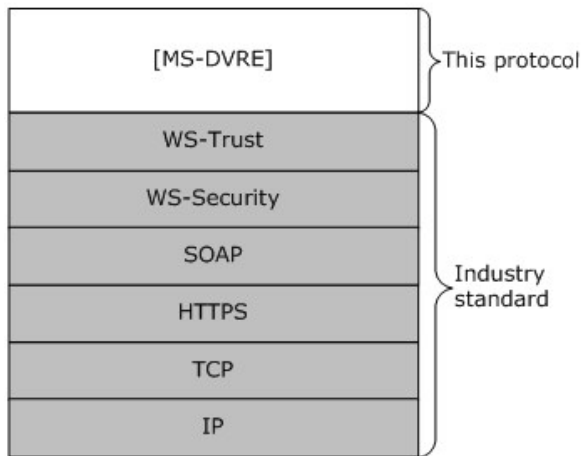 [MS-DVRE]
This protocol
WS-Trust
WS-Security
SOAP
HTTPS
TCP
IP
Industry
standard